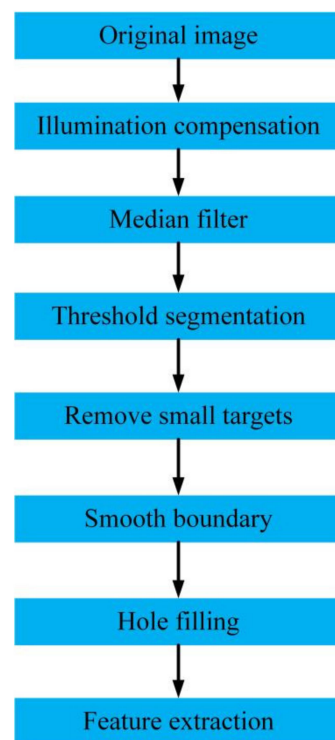 Original image
Illumination compensation
Median filter
Threshold segmentation
Remove small targets
Smooth boundary
Hole filling
Feature extraction